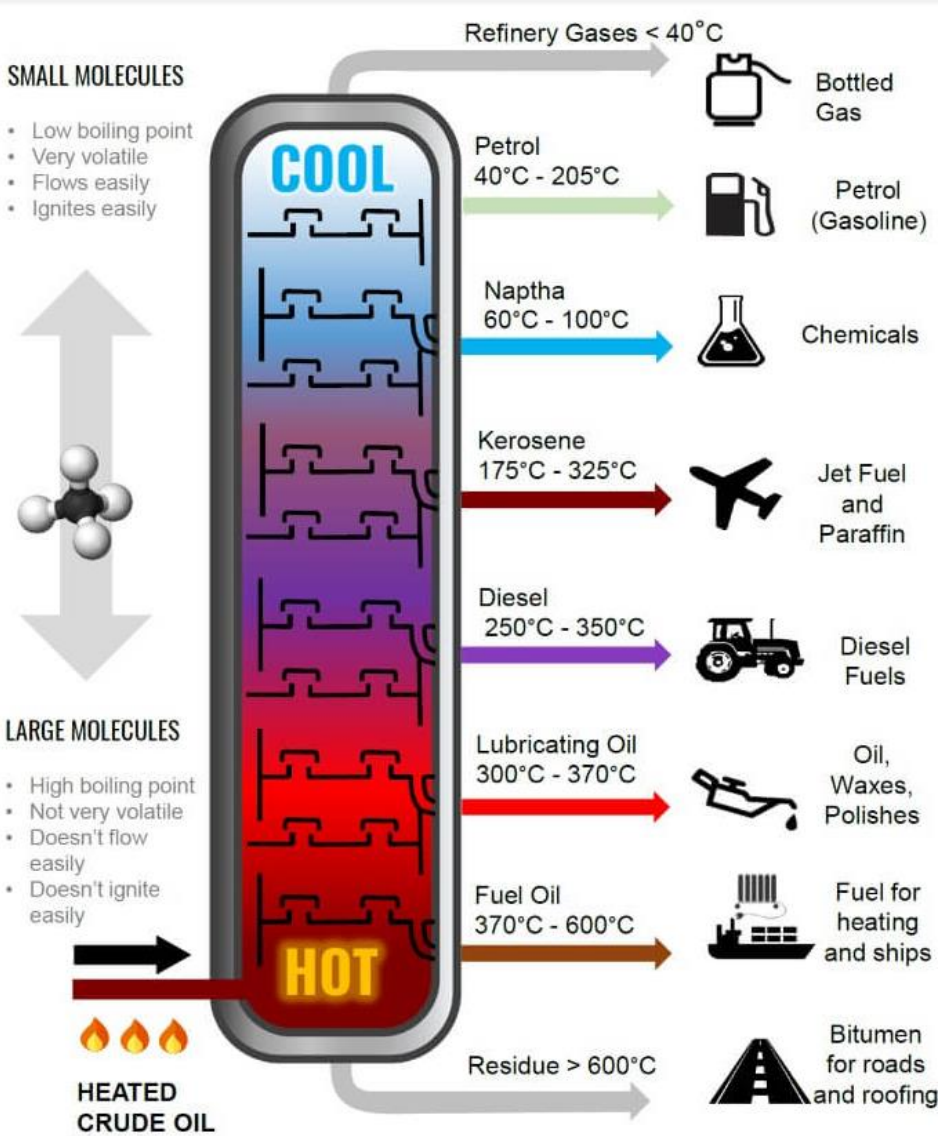 Refinery Gases < 40°C
Bottled
Gas
SMALL MOLECULES
• Low boiling point
• Very volatile
• Flows easily
• Ignites easily
COOL
Petrol
40°C - 205°C
Petrol
(Gasoline)
Naptha
60°C - 100°C
Chemicals
Kerosene
175°C - 325°C
Jet Fuel
and
Paraffin
Diesel
250°C - 350°C
Diesel
Fuels
LARGE MOLECULES
• High boiling point
• Not very volatile
• Doesn't flow
easily
• Doesn't ignite
easily
Lubricating Oil
300°C - 370°C
Oil,
Waxes,
Polishes
Fuel Oil
370°C - 600°C
Fuel for
heating
and ships
HOT
HEATED
CRUDE OIL
Residue > 600°C
Bitumen
for roads
and roofing